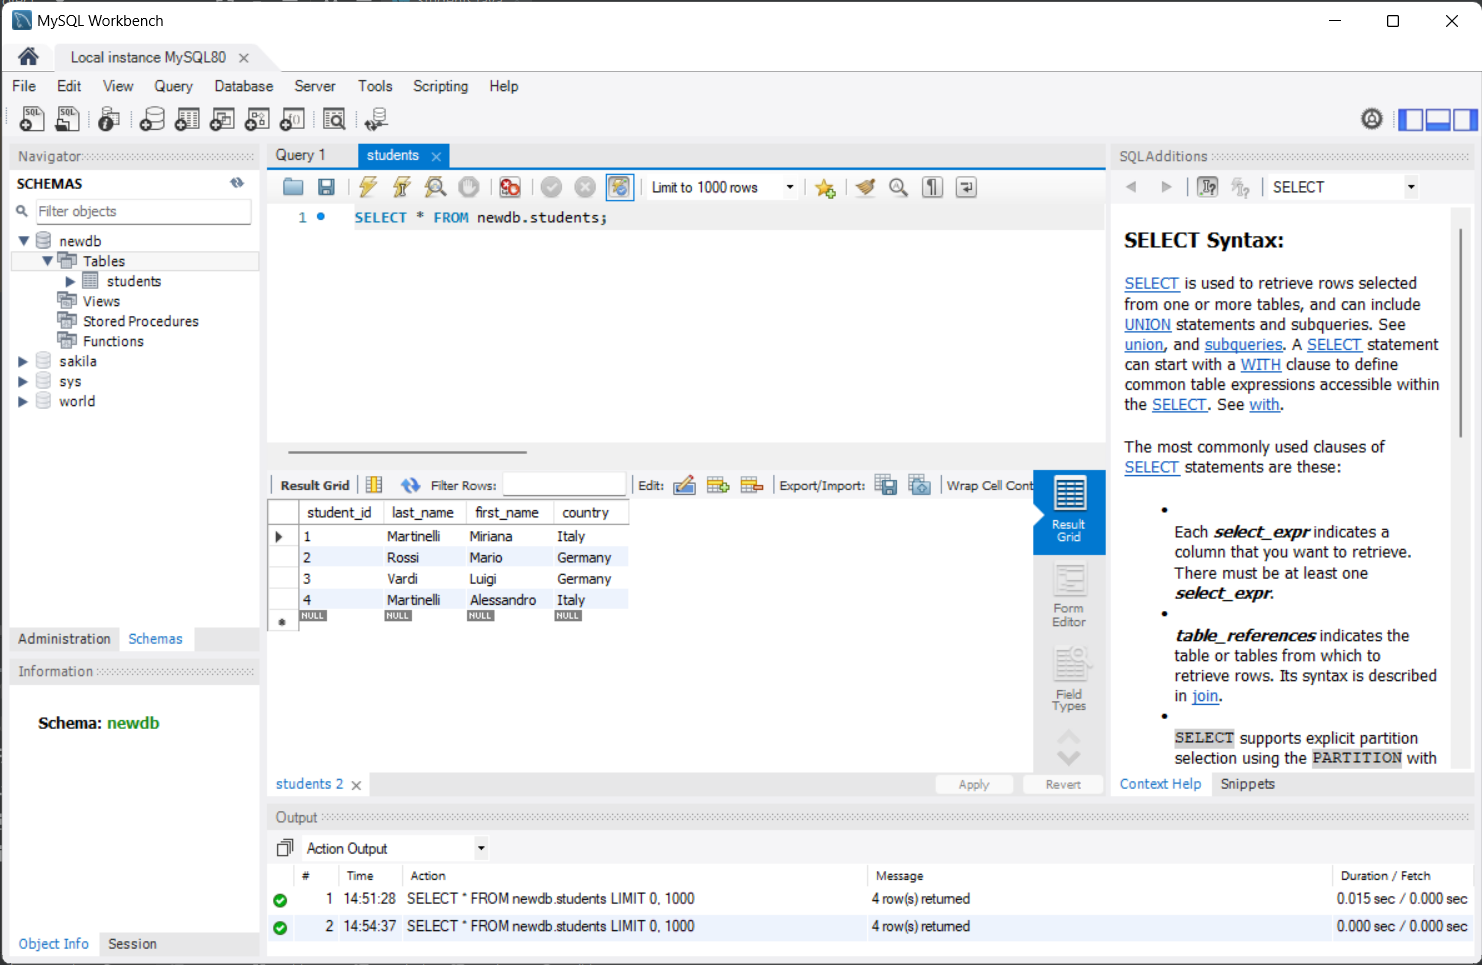 MySQL Workbench
Local instance MySQL80
File Edit View Query Database Server Tools Scripting Help
Navigator
SCHEMAS
Filter objects
newdb
Tables
students
Views
Stored Procedures
Functions
sakila
sys
world
Administration Schemas
Information
Schema: newdb
Object Info Session
Query 1 students
Limit to 1000 rows
1 SELECT * FROM newdb.students;
Result Grid Filter Rows: Edit: Export/Import: Wrap Cell Cont
student_id last_name first_name country
1 Martinelli Miriana Italy
2 Rossi Mario Germany
3 Vardi Luigi Germany
4 Martinelli Alessandro Italy
NULL NULL NULL NULL
Result
Grid
Form
Editor
Field
Types
students 2 Apply Revert
SQLAdditions
SELECT
SELECT Syntax:
SELECT is used to retrieve rows selected
from one or more tables, and can include
UNION statements and subqueries. See
union, and subqueries. A SELECT statement
can start with a WITH clause to define
common table expressions accessible within
the SELECT. See with.
The most commonly used clauses of
SELECT statements are these:
Each select_expr indicates a
column that you want to retrieve.
There must be at least one
select_expr.
table_references indicates the
table or tables from which to
retrieve rows. Its syntax is described
in join.
SELECT supports explicit partition
selection using the PARTITION with
Context Help Snippets
Output
Action Output
# Time Action Message Duration / Fetch
1 14:51:28 SELECT * FROM newdb.students LIMIT 0, 1000 4 row(s) returned 0.015 sec / 0.000 sec
2 14:54:37 SELECT * FROM newdb.students LIMIT 0, 1000 4 row(s) returned 0.000 sec / 0.000 sec